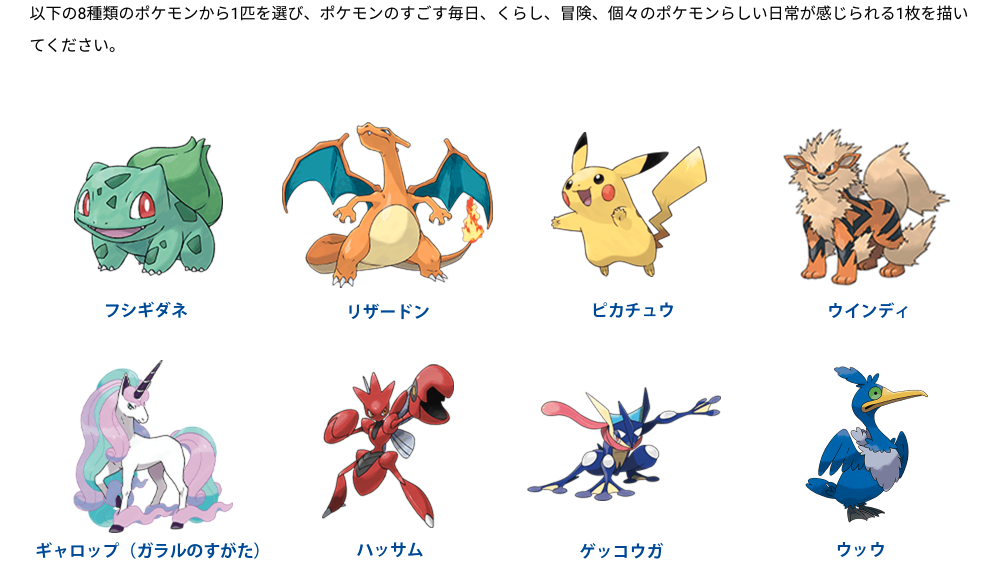 以下の8種類のポケモンから1匹を選び、ポケモンのすごす毎日、くらし、冒険、個々のポケモンらしい日常が感じられる1枚を描い
てください。
フシギダネ
リザードン
ピカチュウ
ウインディ
ギャロップ（ガラルのすがた）
ハッサム
ゲッコウガ
ウッウ